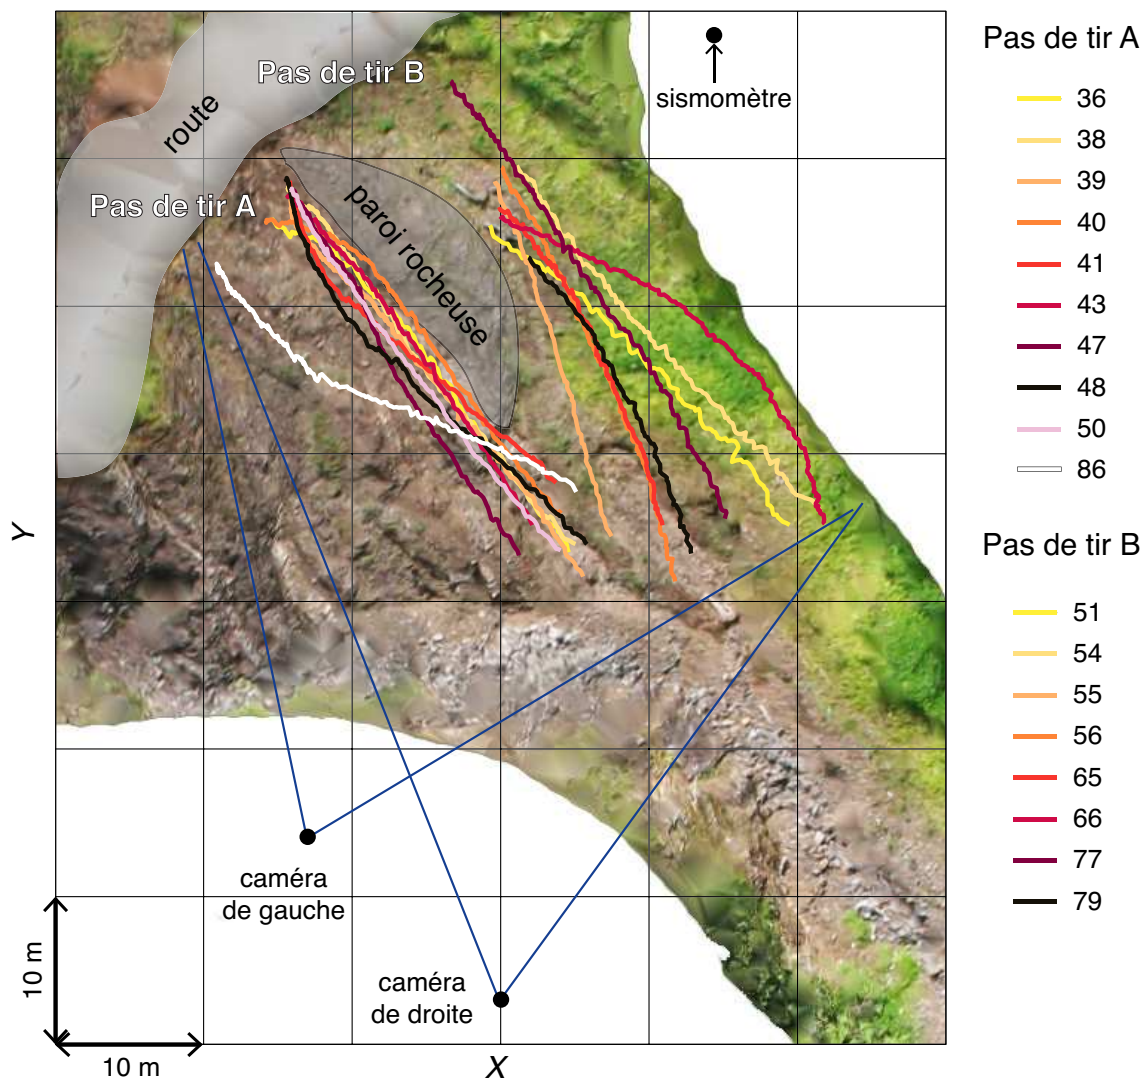 Pas de tir B
sismomètre
route
Pas de tir A
paroi rocheuse
Y
caméra
de gauche
caméra
de droite
10 m
10 m
X
Pas de tir A
36
38
39
40
41
43
47
48
50
86
Pas de tir B
51
54
55
56
65
66
77
79